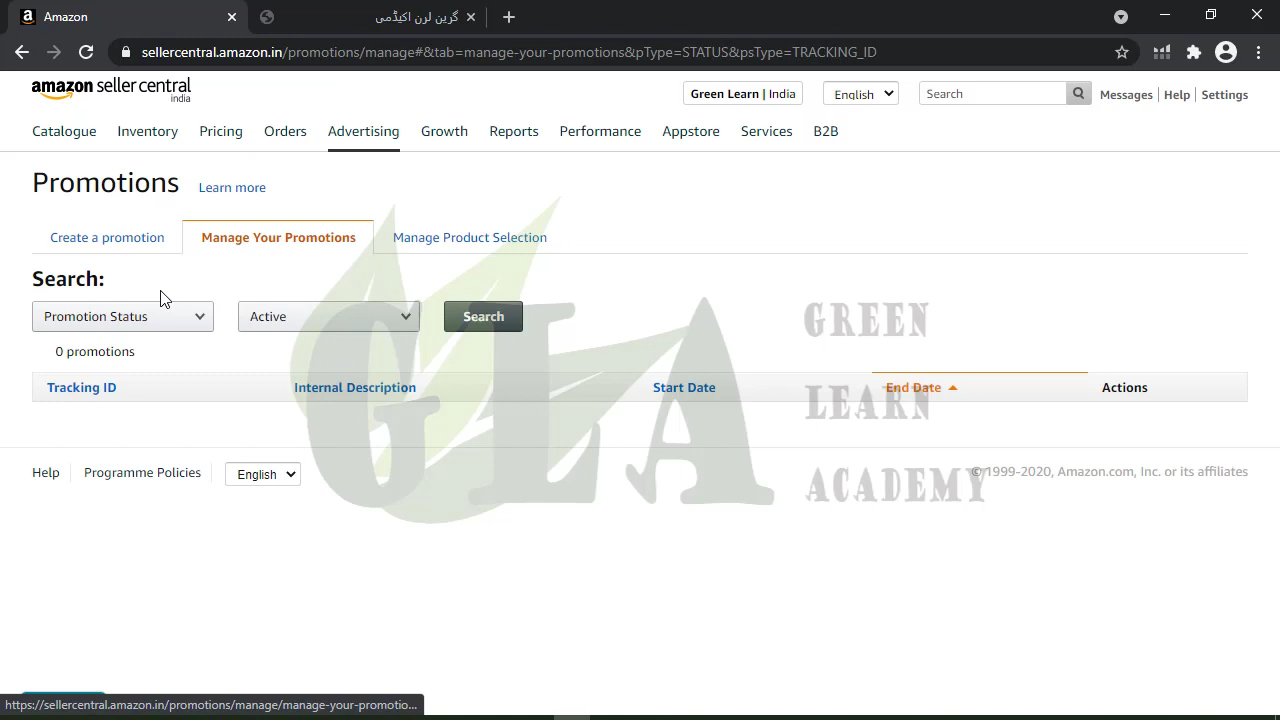 Amazon
گرین لرن اکیڈمی
sellercentral.amazon.in/promotions/manage#&tab=manage-your-promotions&pType=STATUS&psType=TRACKING_ID
amazon seller central
india
Green Learn | India
English
Search
Messages
Help
Settings
Catalogue
Inventory
Pricing
Orders
Advertising
Growth
Reports
Performance
Appstore
Services
B2B
Promotions
Learn more
Create a promotion
Manage Your Promotions
Manage Product Selection
Search:
Promotion Status
Active
Search
0 promotions
Tracking ID
Internal Description
Start Date
End Date
Actions
GLA
GREEN
LEARN
ACADEMY
Help
Programme Policies
English
© 1999-2020, Amazon.com, Inc. or its affiliates
https://sellercentral.amazon.in/promotions/manage/manage-your-promotio...